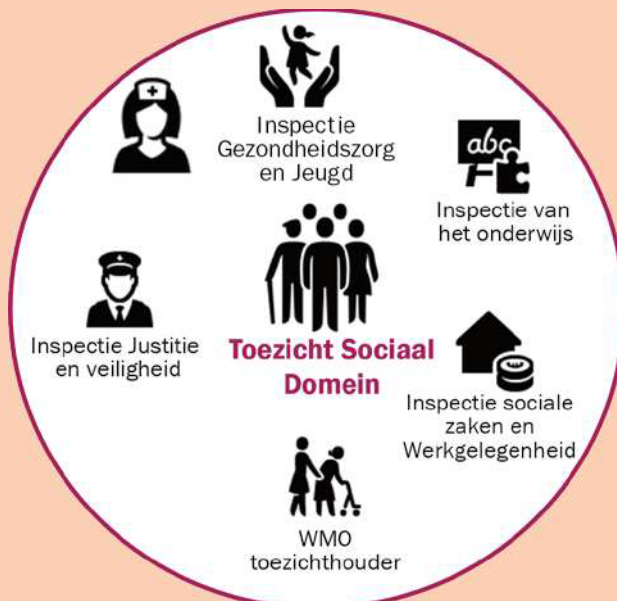 Inspectie
Gezondheidszorg
en Jeugd
abc
Inspectie van
het onderwijs
Inspectie Justitie
en veiligheid
Toezicht Sociaal
Domein
Inspectie sociale
zaken en
Werkgelegenheid
WMO
toezichthouder